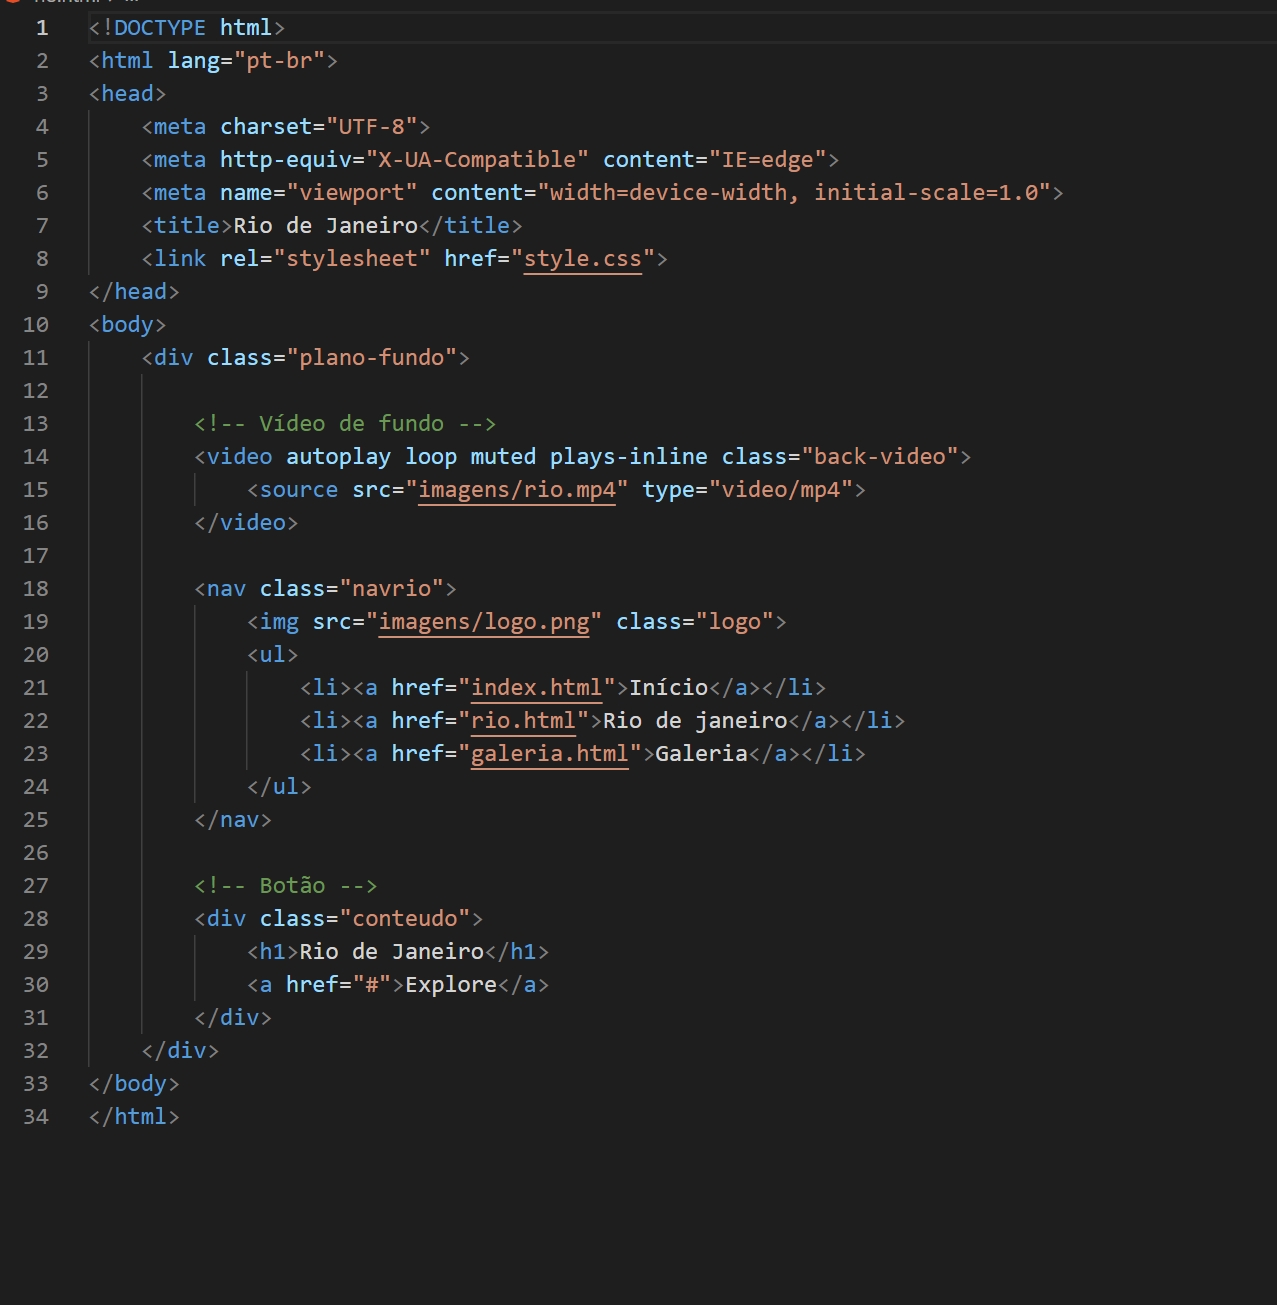 1 <!DOCTYPE html>
2 <html lang="pt-br">
3 <head>
4     <meta charset="UTF-8">
5     <meta http-equiv="X-UA-Compatible" content="IE=edge">
6     <meta name="viewport" content="width=device-width, initial-scale=1.0">
7     <title>Rio de Janeiro</title>
8     <link rel="stylesheet" href="style.css">
9 </head>
10 <body>
11     <div class="plano-fundo">
12
13         <!-- Vídeo de fundo -->
14         <video autoplay loop muted plays-inline class="back-video">
15             <source src="imagens/rio.mp4" type="video/mp4">
16         </video>
17
18         <nav class="navrio">
19             <img src="imagens/logo.png" class="logo">
20             <ul>
21                 <li><a href="index.html">Início</a></li>
22                 <li><a href="rio.html">Rio de janeiro</a></li>
23                 <li><a href="galeria.html">Galeria</a></li>
24             </ul>
25         </nav>
26
27         <!-- Botão -->
28         <div class="conteudo">
29             <h1>Rio de Janeiro</h1>
30             <a href="#">Explore</a>
31         </div>
32     </div>
33 </body>
34 </html>